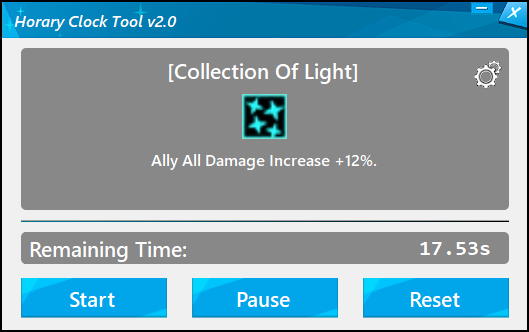 Horary Clock Tool v2.0
[Collection Of Light]
Ally All Damage Increase +12%.
Remaining Time: 17.53s
Start Pause Reset